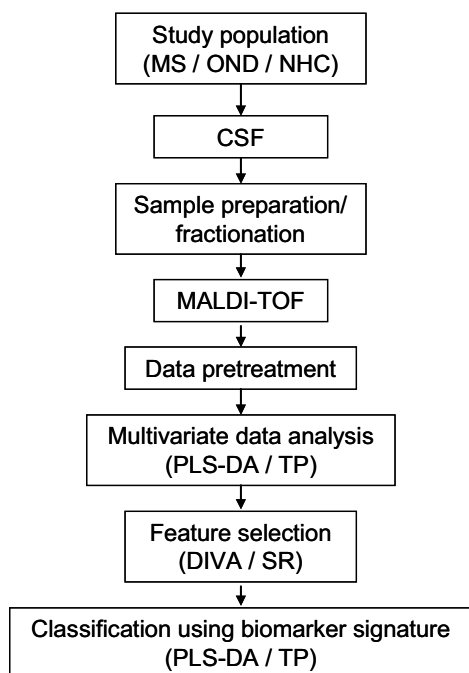 Study population
(MS / OND / NHC)
CSF
Sample preparation/
fractionation
MALDI-TOF
Data pretreatment
Multivariate data analysis
(PLS-DA / TP)
Feature selection
(DIVA / SR)
Classification using biomarker signature
(PLS-DA / TP)